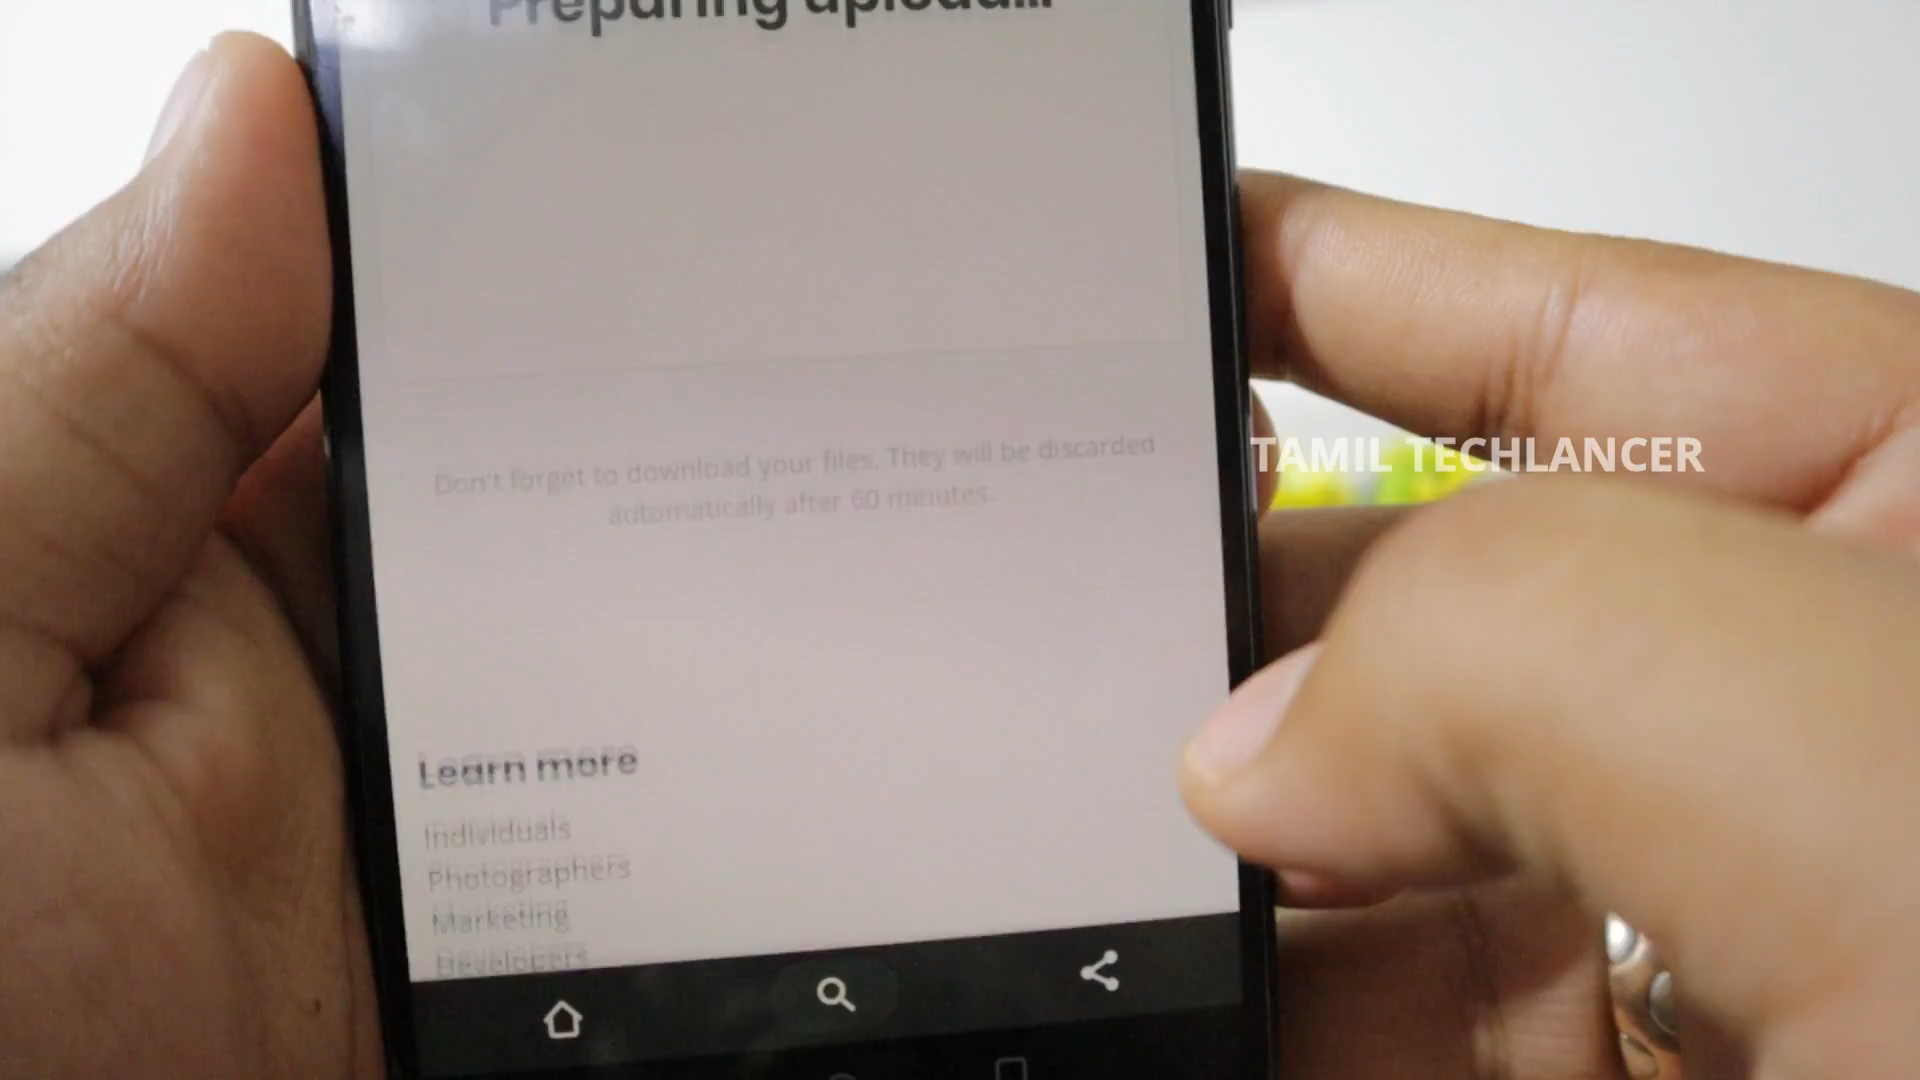 Preparing upload...
Don't forget to download your files. They will be discarded
automatically after 60 minutes.
TAMIL TECHLANCER
Learn more
Individuals
Photographers
Marketing
Developers